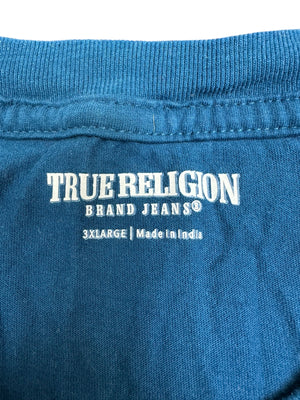 TRUE RELIGION
BRAND JEANS®
3XLARGE | Made in India